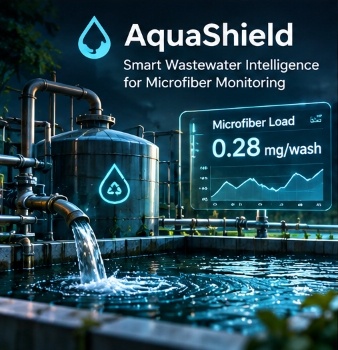 AquaShield
Smart Wastewater Intelligence
for Microfiber Monitoring
Microfiber Load
0.28 mg/wash